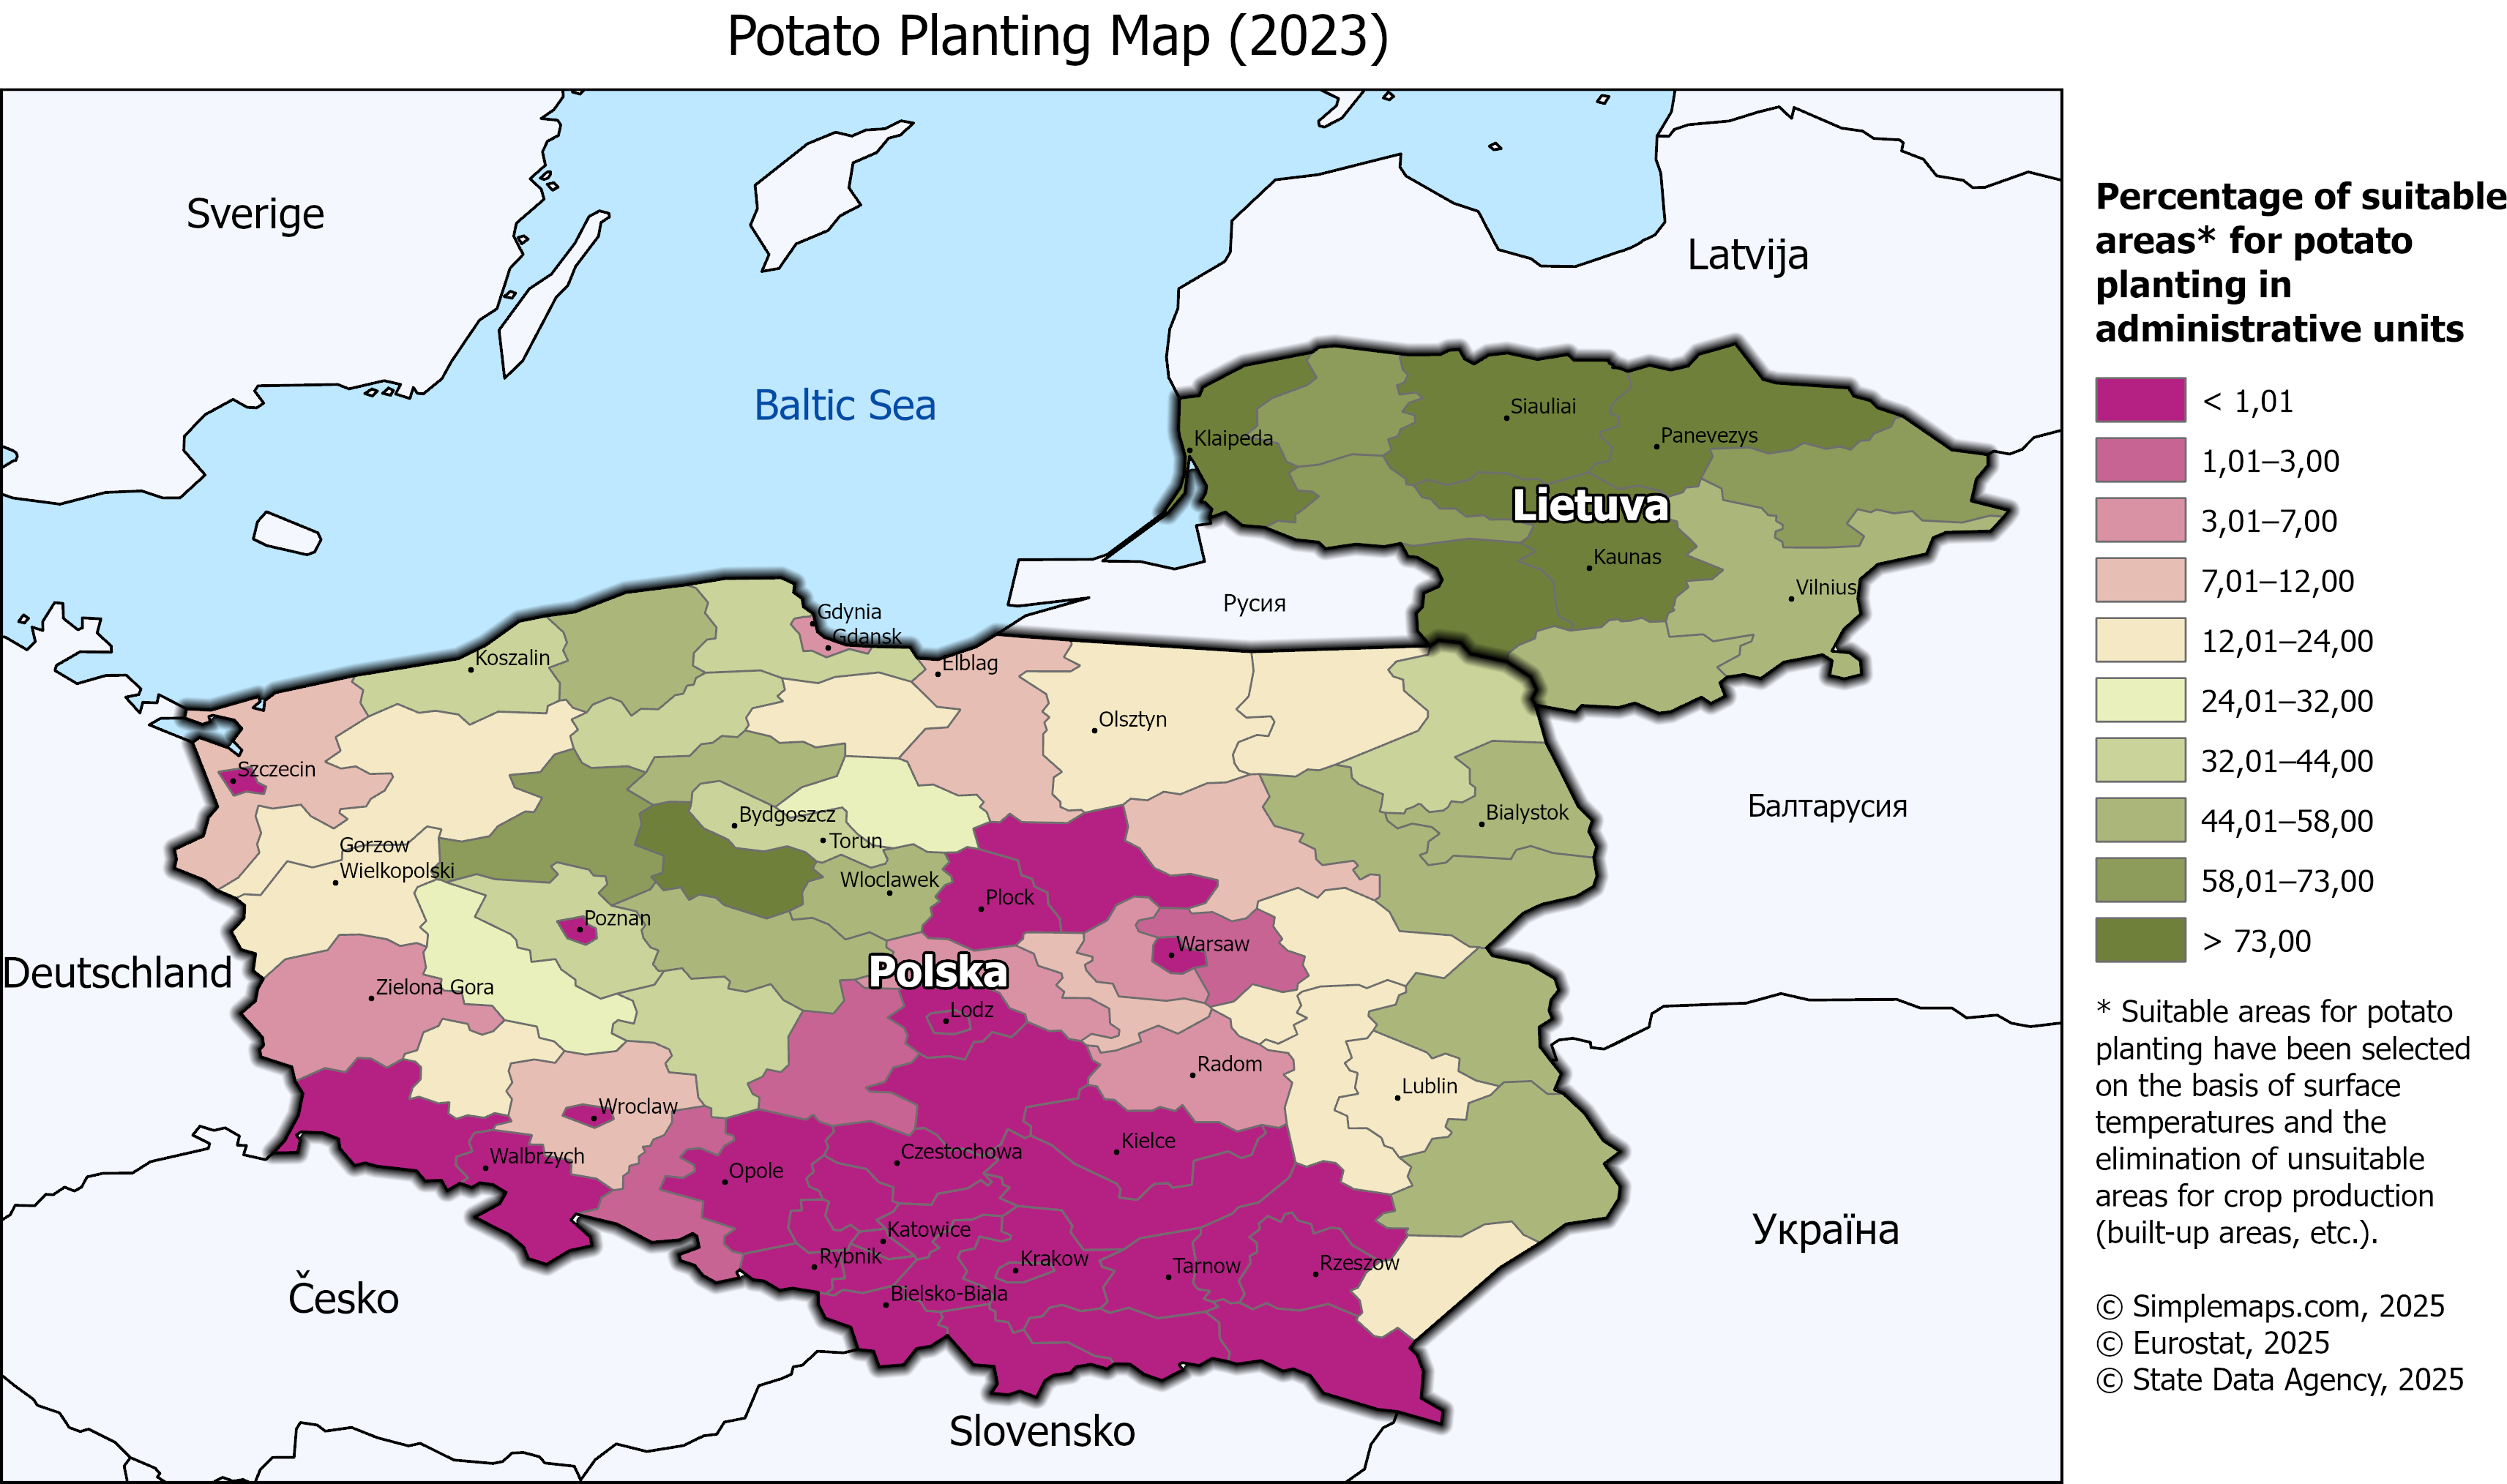 Potato Planting Map (2023)
Sverige
Latvija
Baltic Sea
Siauliai
Klaipeda
Panevezys
Lietuva
Kaunas
Vilnius
Русия
Gdynia
Gdansk
Koszalin
Elblag
Olsztyn
Szczecin
Bydgoszcz
Torun
Bialystok
Балтарусия
Gorzow
Wielkopolski
Wloclawek
Plock
Poznan
Warsaw
Deutschland
Polska
Zielona Gora
Lodz
Radom
Lublin
Wroclaw
Walbrzych
Czestochowa
Kielce
Opole
Katowice
Rybnik
Krakow
Tarnow
Rzeszow
Bielsko-Biala
Україна
Česko
Slovensko
Percentage of suitable
areas* for potato
planting in
administrative units
< 1,01
1,01–3,00
3,01–7,00
7,01–12,00
12,01–24,00
24,01–32,00
32,01–44,00
44,01–58,00
58,01–73,00
> 73,00
* Suitable areas for potato
planting have been selected
on the basis of surface
temperatures and the
elimination of unsuitable
areas for crop production
(built-up areas, etc.).
© Simplemaps.com, 2025
© Eurostat, 2025
© State Data Agency, 2025